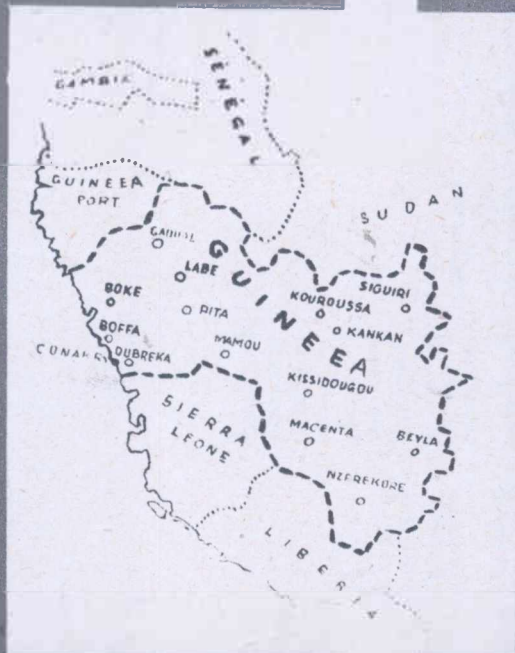 GAMBIA
SENEGAL
GUINEEA
PORT
SUDAN
GUINEEA
LABE
SIGUIRI
BOKE
KOUROUSSA
PITA
KANKAN
BOFFA
MAMOU
DUBREKA
KISSIDOUGOU
SIERRA
LEONE
MACENTA
BEYLA
NZEREKORE
LIBERIA